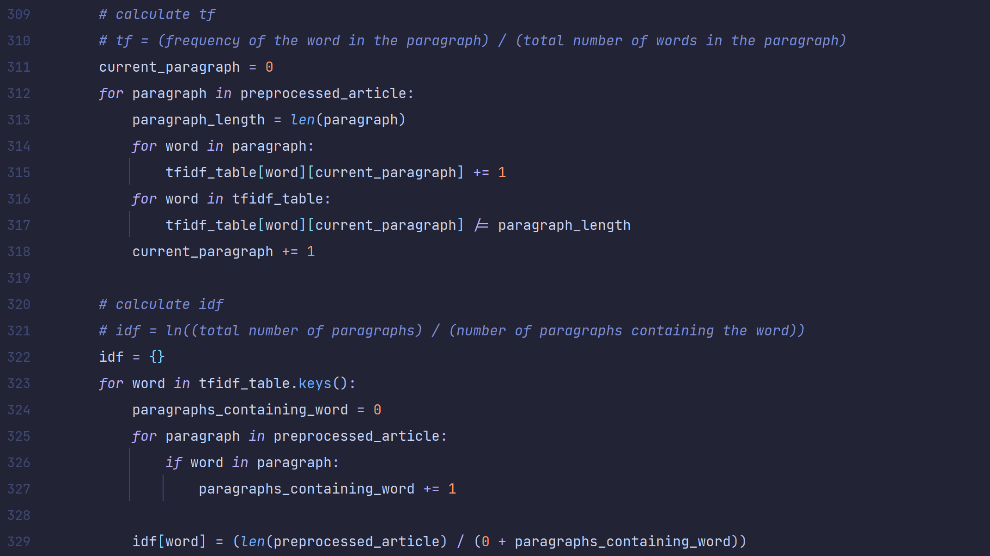 309 # calculate tf
310 # tf = (frequency of the word in the paragraph) / (total number of words in the paragraph)
311 current_paragraph = 0
312 for paragraph in preprocessed_article:
313     paragraph_length = len(paragraph)
314     for word in paragraph:
315         tfidf_table[word][current_paragraph] += 1
316     for word in tfidf_table:
317         tfidf_table[word][current_paragraph] /= paragraph_length
318     current_paragraph += 1
319
320 # calculate idf
321 # idf = ln((total number of paragraphs) / (number of paragraphs containing the word))
322 idf = {}
323 for word in tfidf_table.keys():
324     paragraphs_containing_word = 0
325     for paragraph in preprocessed_article:
326         if word in paragraph:
327             paragraphs_containing_word += 1
328
329     idf[word] = (len(preprocessed_article) / (0 + paragraphs_containing_word))